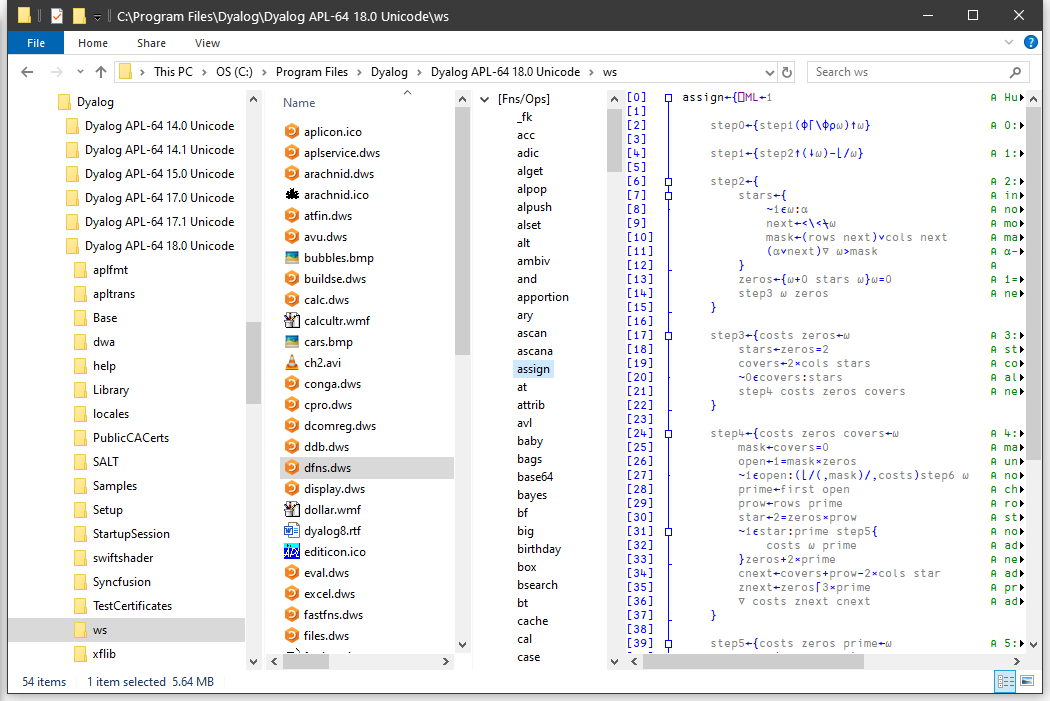 C:\Program Files\Dyalog\Dyalog APL-64 18.0 Unicode\ws
File Home Share View
This PC › OS (C:) › Program Files › Dyalog › Dyalog APL-64 18.0 Unicode › ws
Search ws
Dyalog
Dyalog APL-64 14.0 Unicode
Dyalog APL-64 14.1 Unicode
Dyalog APL-64 15.0 Unicode
Dyalog APL-64 17.0 Unicode
Dyalog APL-64 17.1 Unicode
Dyalog APL-64 18.0 Unicode
aplfmt
apltrans
Base
dwa
help
Library
locales
PublicCACerts
SALT
Samples
Setup
StartupSession
swiftshader
Syncfusion
TestCertificates
ws
xflib
Name
aplicon.ico
aplservice.dws
arachnid.dws
arachnid.ico
atfin.dws
avu.dws
bubbles.bmp
buildse.dws
calc.dws
calcultr.wmf
cars.bmp
ch2.avi
conga.dws
cpro.dws
dcomreg.dws
ddb.dws
dfns.dws
display.dws
dollar.wmf
dyalog8.rtf
editicon.ico
eval.dws
excel.dws
fastfns.dws
files.dws
[Fns/Ops]
_fk
acc
adic
alget
alpop
alpush
alset
alt
ambiv
and
apportion
ary
ascan
ascana
assign
at
attrib
avl
baby
bags
base64
bayes
bf
big
birthday
box
bsearch
bt
cache
cal
case
[0] assign←{⎕ML←1 ⍝ Hu
[1]
[2] step0←{step1(⌽⌈\⌽⍴⍵)↑⍵} ⍝ 0:
[3]
[4] step1←{step2↑(↓⍵)-⌊/⍵} ⍝ 1:
[5]
[6] step2←{ ⍝ 2:
[7] stars←{ ⍝ in
[8] ~1∊⍵:⍺ ⍝ no
[9] next←<\<⍀⍵ ⍝ mo
[10] mask←(rows next)∨cols next ⍝ ma
[11] (⍺∨next)∇ ⍵>mask ⍝ ⍺-
[12] } ⍝
[13] zeros←{⍵+0 stars ⍵}⍵=0 ⍝ 1=
[14] step3 ⍵ zeros ⍝ ne
[15] }
[16]
[17] step3←{costs zeros←⍵ ⍝ 3:
[18] stars←zeros=2 ⍝ st
[19] covers←2×cols stars ⍝ co
[20] ~0∊covers:stars ⍝ al
[21] step4 costs zeros covers ⍝ ne
[22] }
[23]
[24] step4←{costs zeros covers←⍵ ⍝ 4:
[25] mask←covers=0 ⍝ ma
[26] open←1=mask×zeros ⍝ un
[27] ~1∊open:(⌊/(,mask)/,costs)step6 ⍵ ⍝ no
[28] prime←first open ⍝ ch
[29] prow←rows prime ⍝ ro
[30] star←2=zeros×prow ⍝ st
[31] ~1∊star:prime step5{ ⍝ no
[32] costs ⍵ prime ⍝ ad
[33] }zeros+2×prime ⍝ ne
[34] cnext←covers+prow-2×cols star ⍝ ad
[35] znext←zeros⌈3×prime ⍝ pr
[36] ∇ costs znext cnext ⍝ ad
[37] }
[38]
[39] step5←{costs zeros prime←⍵ ⍝ 5:
54 items 1 item selected 5.64 MB